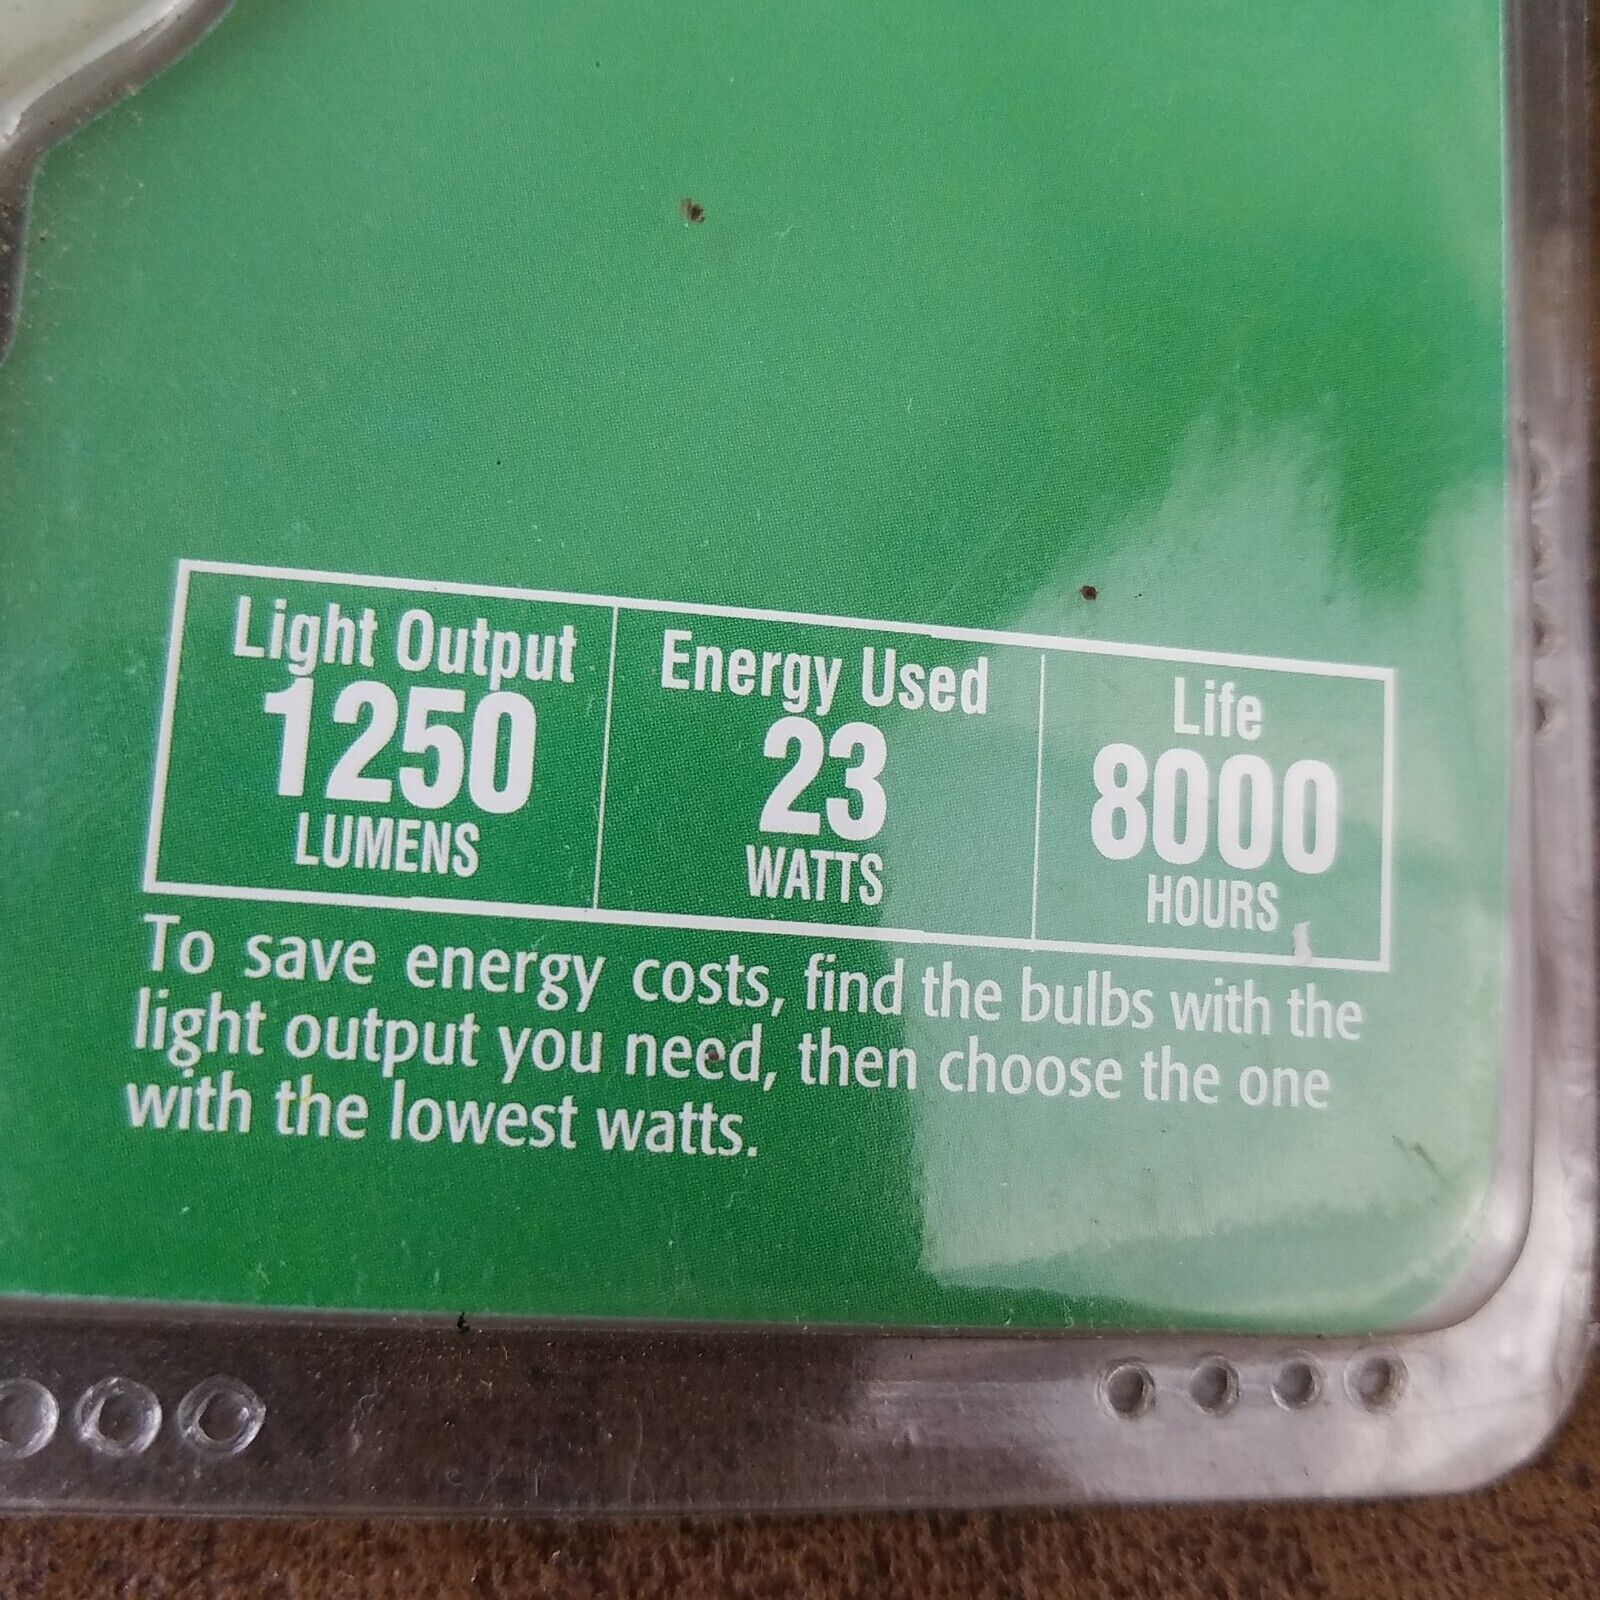 Light Output
1250
LUMENS
Energy Used
23
WATTS
Life
8000
HOURS
To save energy costs, find the bulbs with the
light output you need, then choose the one
with the lowest watts.